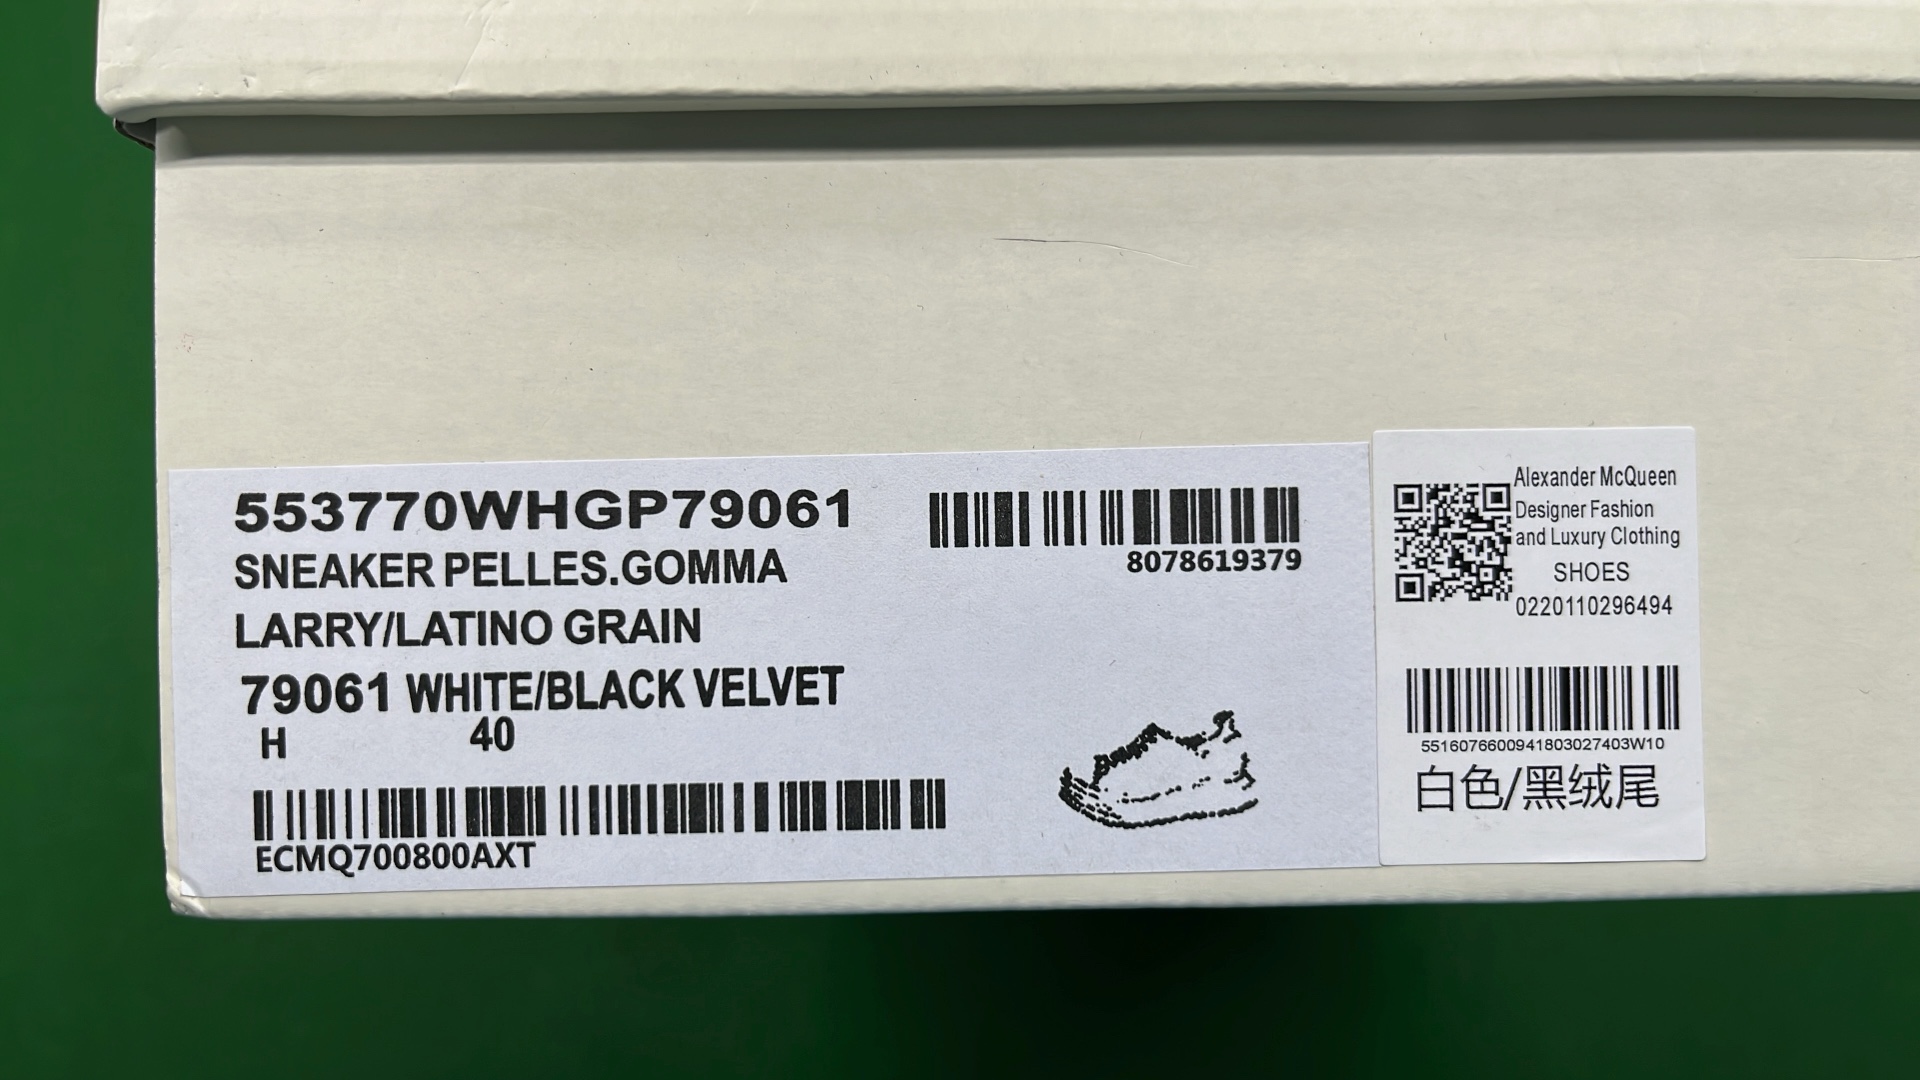 553770WHGP79061
SNEAKER PELLES.GOMMA
LARRY/LATINO GRAIN
79061 WHITE/BLACK VELVET
H 40
ECMQ700800AXT
8078619379
Alexander McQueen
Designer Fashion
and Luxury Clothing
SHOES
0220110296494
5516076600941803027403W10
白色/黑绒尾